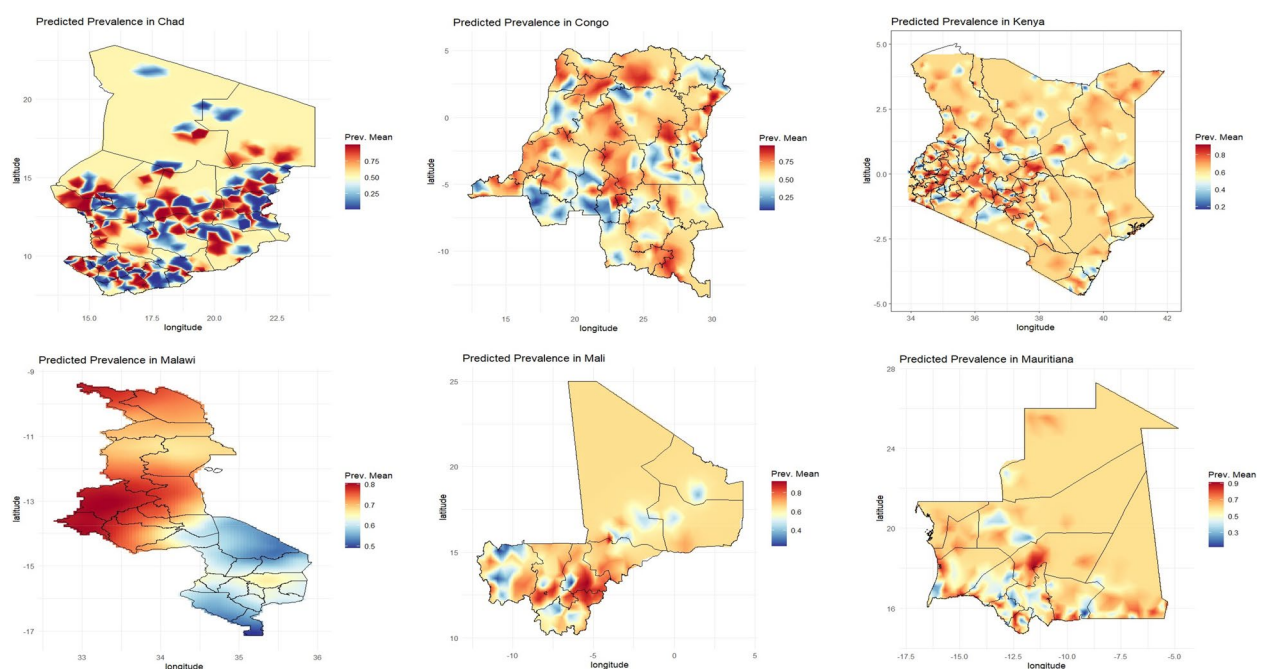 Predicted Prevalence in Chad
20
15
10
latitude
15.0 17.5 20.0 22.5
longitude
Prev. Mean
0.75
0.50
0.25
Predicted Prevalence in Congo
5
0
-5
-10
latitude
15 20 25 30
longitude
Prev. Mean
0.75
0.50
0.25
Predicted Prevalence in Kenya
5.0
2.5
0.0
-2.5
-5.0
latitude
34 36 38 40 42
longitude
Prev. Mean
0.8
0.6
0.4
0.2
Predicted Prevalence in Malawi
-9
-11
-13
-15
-17
latitude
33 34 35 36
longitude
Prev. Mean
0.8
0.7
0.6
0.5
Predicted Prevalence in Mali
25
20
15
10
latitude
-10 -5 0 5
longitude
Prev. Mean
0.8
0.6
0.4
Predicted Prevalence in Mauritiana
28
24
20
16
latitude
-17.5 -15.0 -12.5 -10.0 -7.5 -5.0
longitude
Prev. Mean
0.9
0.7
0.5
0.3